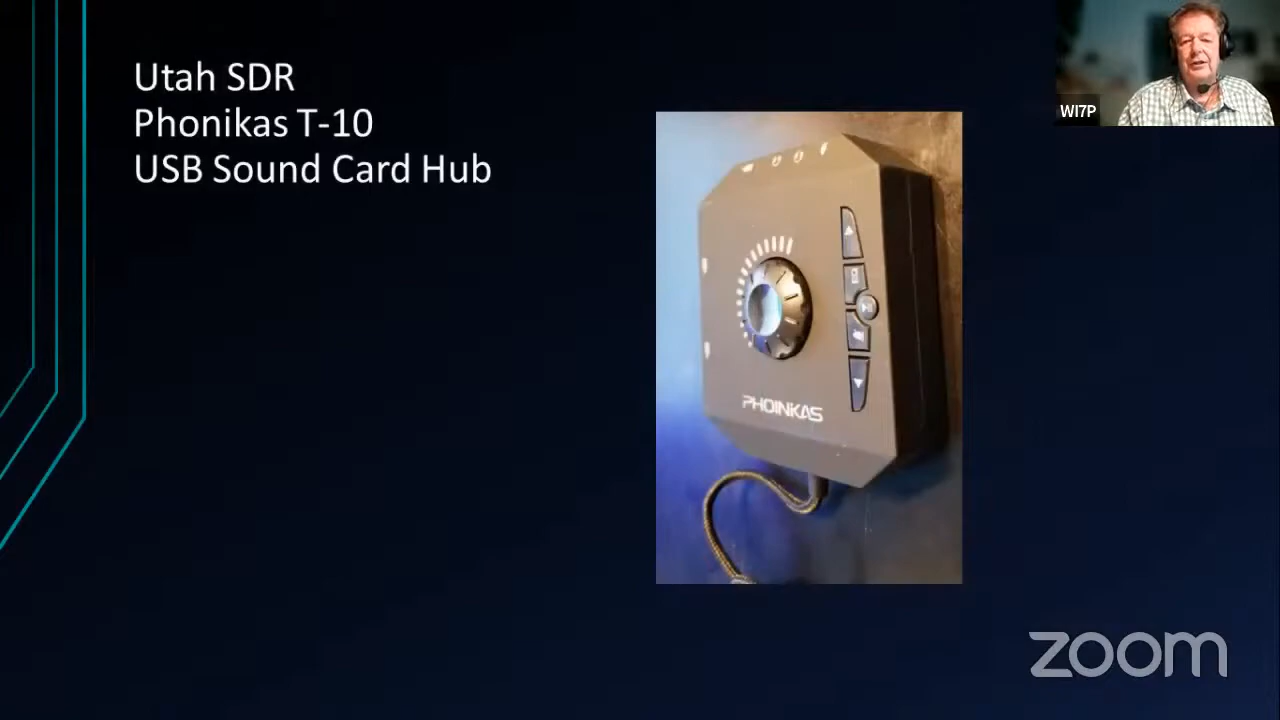 Utah SDR
Phonikas T-10
USB Sound Card Hub
WI7P
PHOINKAS
zoom